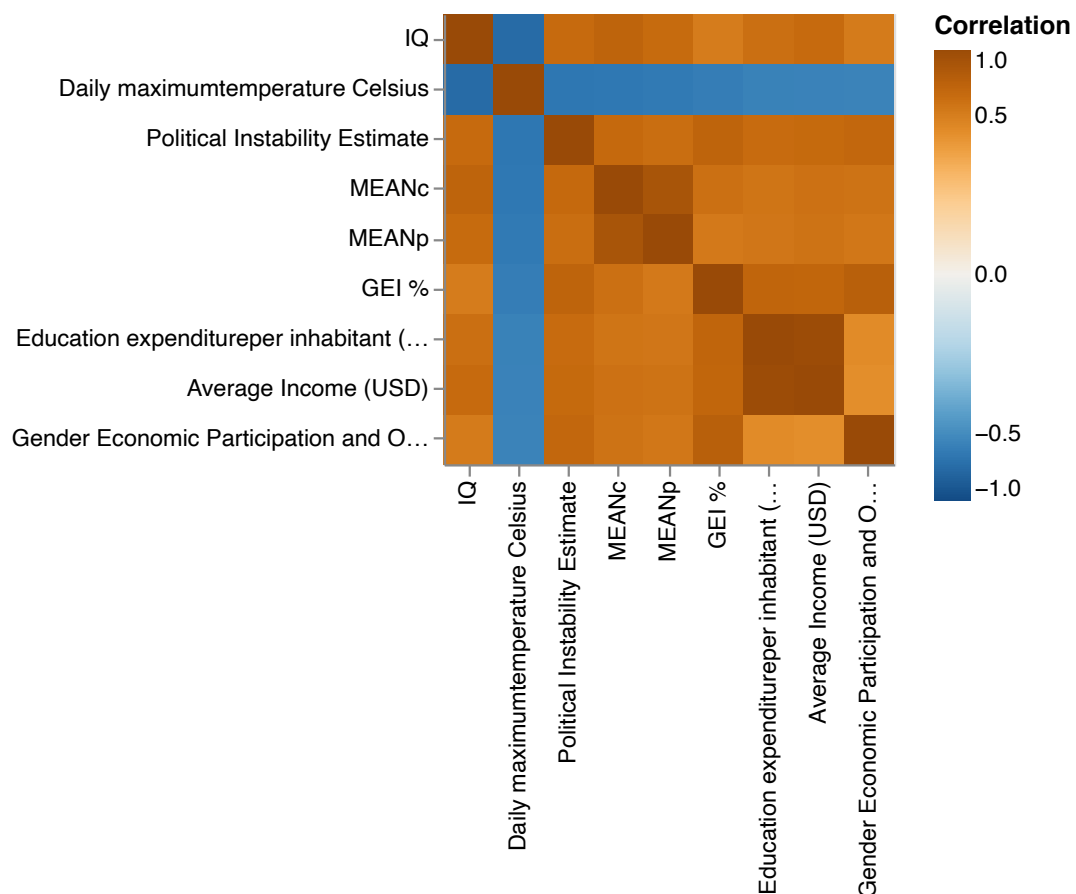 Correlation
IQ
Daily maximumtemperature Celsius
Political Instability Estimate
MEANc
MEANp
GEI %
Education expenditureper inhabitant (…
Average Income (USD)
Gender Economic Participation and O…
1.0
0.5
0.0
−0.5
−1.0
IQ
Daily maximumtemperature Celsius
Political Instability Estimate
MEANc
MEANp
GEI %
Education expenditureper inhabitant (…
Average Income (USD)
Gender Economic Participation and O…